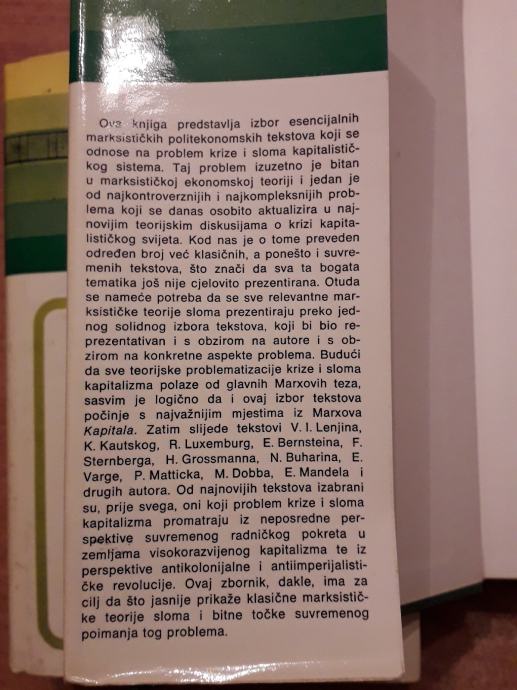 Ova knjiga predstavlja izbor esencijalnih
marksističkih politekonomskih tekstova koji se
odnose na problem krize i sloma kapitalistič-
kog sistema. Taj problem izuzetno je bitan
u marksističkoj ekonomskoj teoriji i jedan je
od najkontroverznijih i najkompleksnijih prob-
lema koji se danas osobito aktualizira u naj-
novijim teorijskim diskusijama o krizi kapita-
lističkog svijeta. Kod nas je o tome preveden
određen broj već klasičnih, a ponešto i suvre-
menih tekstova, što znači da sva ta bogata
tematika još nije cjelovito prezentirana. Otuda
se nameće potreba da se sve relevantne mar-
ksističke teorije sloma prezentiraju preko jed-
nog solidnog izbora tekstova, koji bi bio re-
prezentativan i s obzirom na autore i s ob-
zirom na konkretne aspekte problema. Budući
da sve teorijske problematizacije krize i sloma
kapitalizma polaze od glavnih Marxovih teza,
sasvim je logično da i ovaj izbor tekstova
počinje s najvažnijim mjestima iz Marxova
Kapitala. Zatim slijede tekstovi V. I. Lenjina,
K. Kautskog, R. Luxemburg, E. Bernsteina, F.
Sternberga, H. Grossmanna, N. Buharina, E.
Varge, P. Matticka, M. Dobba, E. Mandela i
drugih autora. Od najnovijih tekstova izabrani
su, prije svega, oni koji problem krize i sloma
kapitalizma promatraju iz neposredne per-
spektive suvremenog radničkog pokreta u
zemljama visokorazvijenog kapitalizma te iz
perspektive antikolonijalne i antiimperijalisti-
čke revolucije. Ovaj zbornik, dakle, ima za
cilj da što jasnije prikaže klasične marksistič-
ke teorije sloma i bitne točke suvremenog
poimanja tog problema.